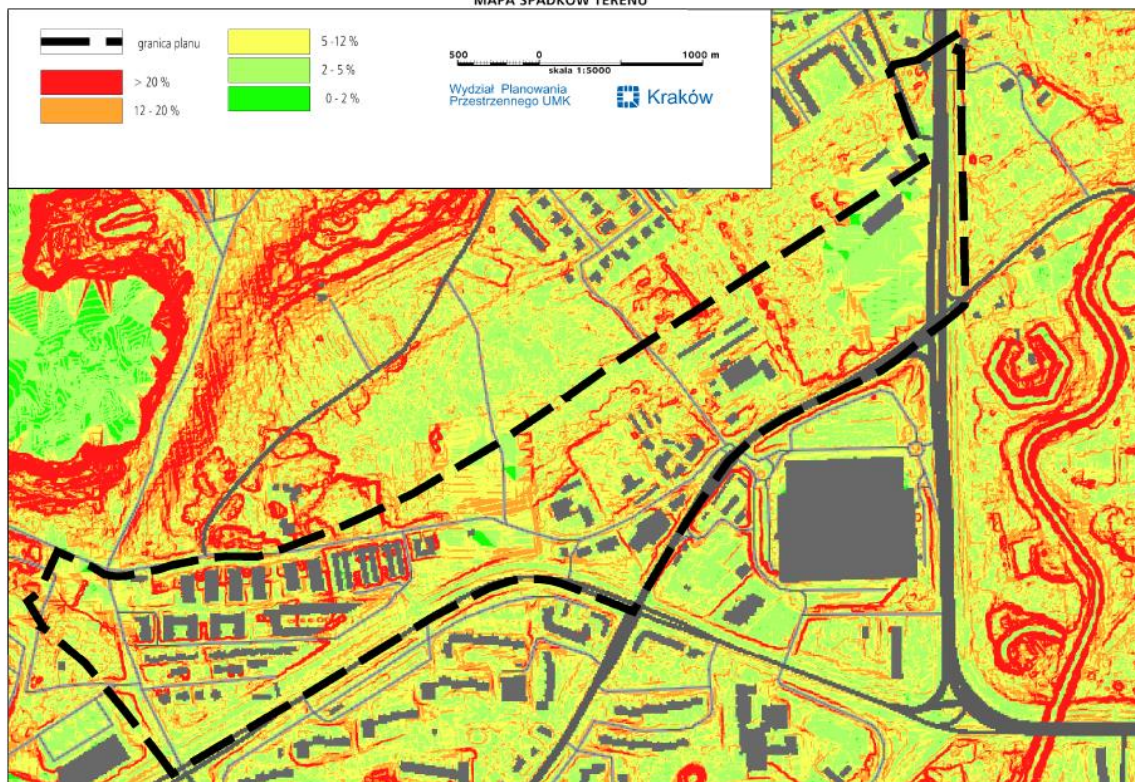 MAPA SPADKÓW TERENU
granica planu
> 20 %
12 - 20 %
5 -12 %
2 - 5 %
0 - 2 %
500 0 1000 m
skala 1:5000
Wydział Planowania
Przestrzennego UMK
Kraków